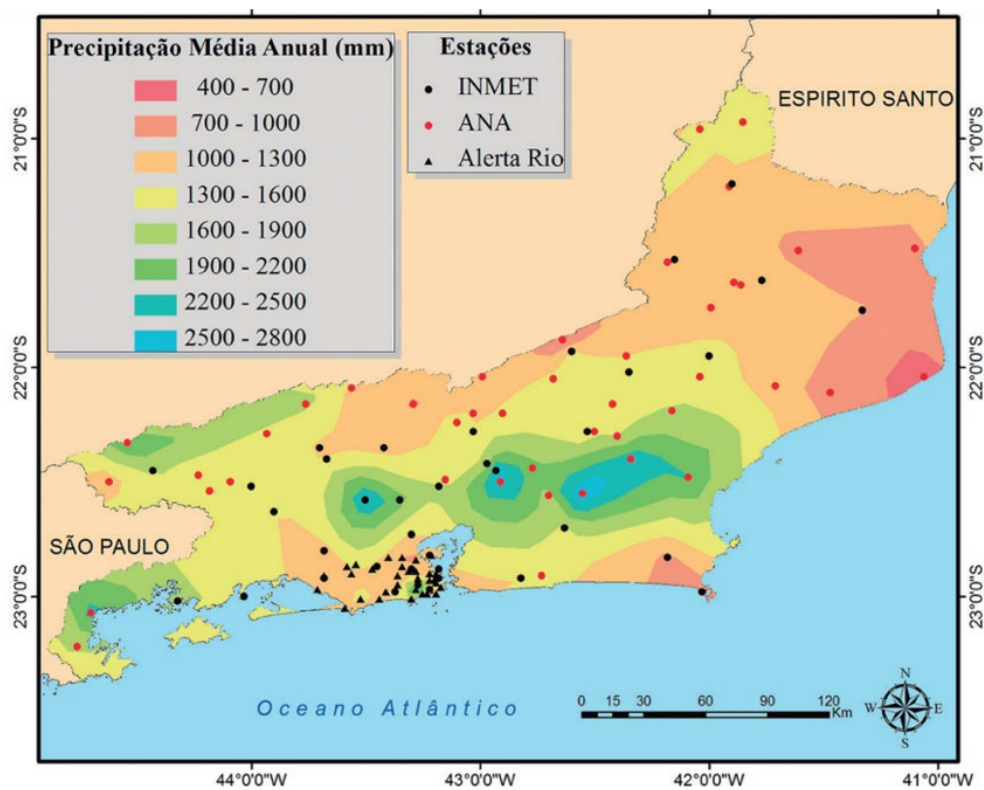 Precipitação Média Anual (mm)
400 - 700
700 - 1000
1000 - 1300
1300 - 1600
1600 - 1900
1900 - 2200
2200 - 2500
2500 - 2800
Estações
INMET
ANA
Alerta Rio
ESPIRITO SANTO
SÃO PAULO
Oceano Atlântico
0 15 30 60 90 120
Km
N
W E
S
21°0'0"S
22°0'0"S
23°0'0"S
21°0'0"S
22°0'0"S
23°0'0"S
44°0'0"W 43°0'0"W 42°0'0"W 41°0'0"W